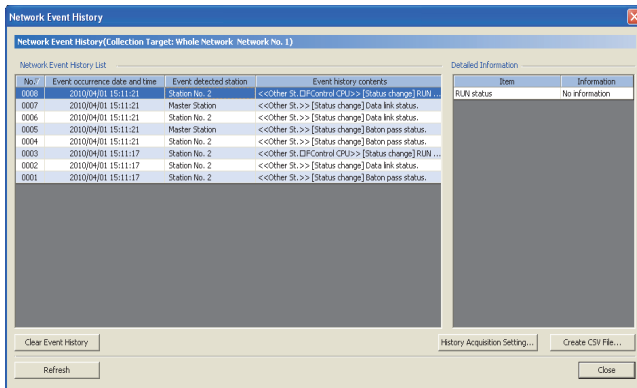 Network Event History
Network Event History(Collection Target: Whole Network Network No. 1)
Network Event History List
Detailed Information
No. Event occurrence date and time Event detected station Event history contents
Item Information
0008 2010/04/01 15:11:21 Station No. 2 <<Other St.□FControl CPU>> [Status change] RUN ...
RUN status No information
0007 2010/04/01 15:11:21 Master Station <<Other St.>> [Status change] Data link status.
0006 2010/04/01 15:11:21 Station No. 2 <<Other St.>> [Status change] Data link status.
0005 2010/04/01 15:11:21 Master Station <<Other St.>> [Status change] Baton pass status.
0004 2010/04/01 15:11:21 Station No. 2 <<Other St.>> [Status change] Baton pass status.
0003 2010/04/01 15:11:17 Station No. 2 <<Other St.□FControl CPU>> [Status change] RUN ...
0002 2010/04/01 15:11:17 Station No. 2 <<Other St.>> [Status change] Data link status.
0001 2010/04/01 15:11:17 Station No. 2 <<Other St.>> [Status change] Baton pass status.
Clear Event History
History Acquisition Setting...
Create CSV File...
Refresh
Close